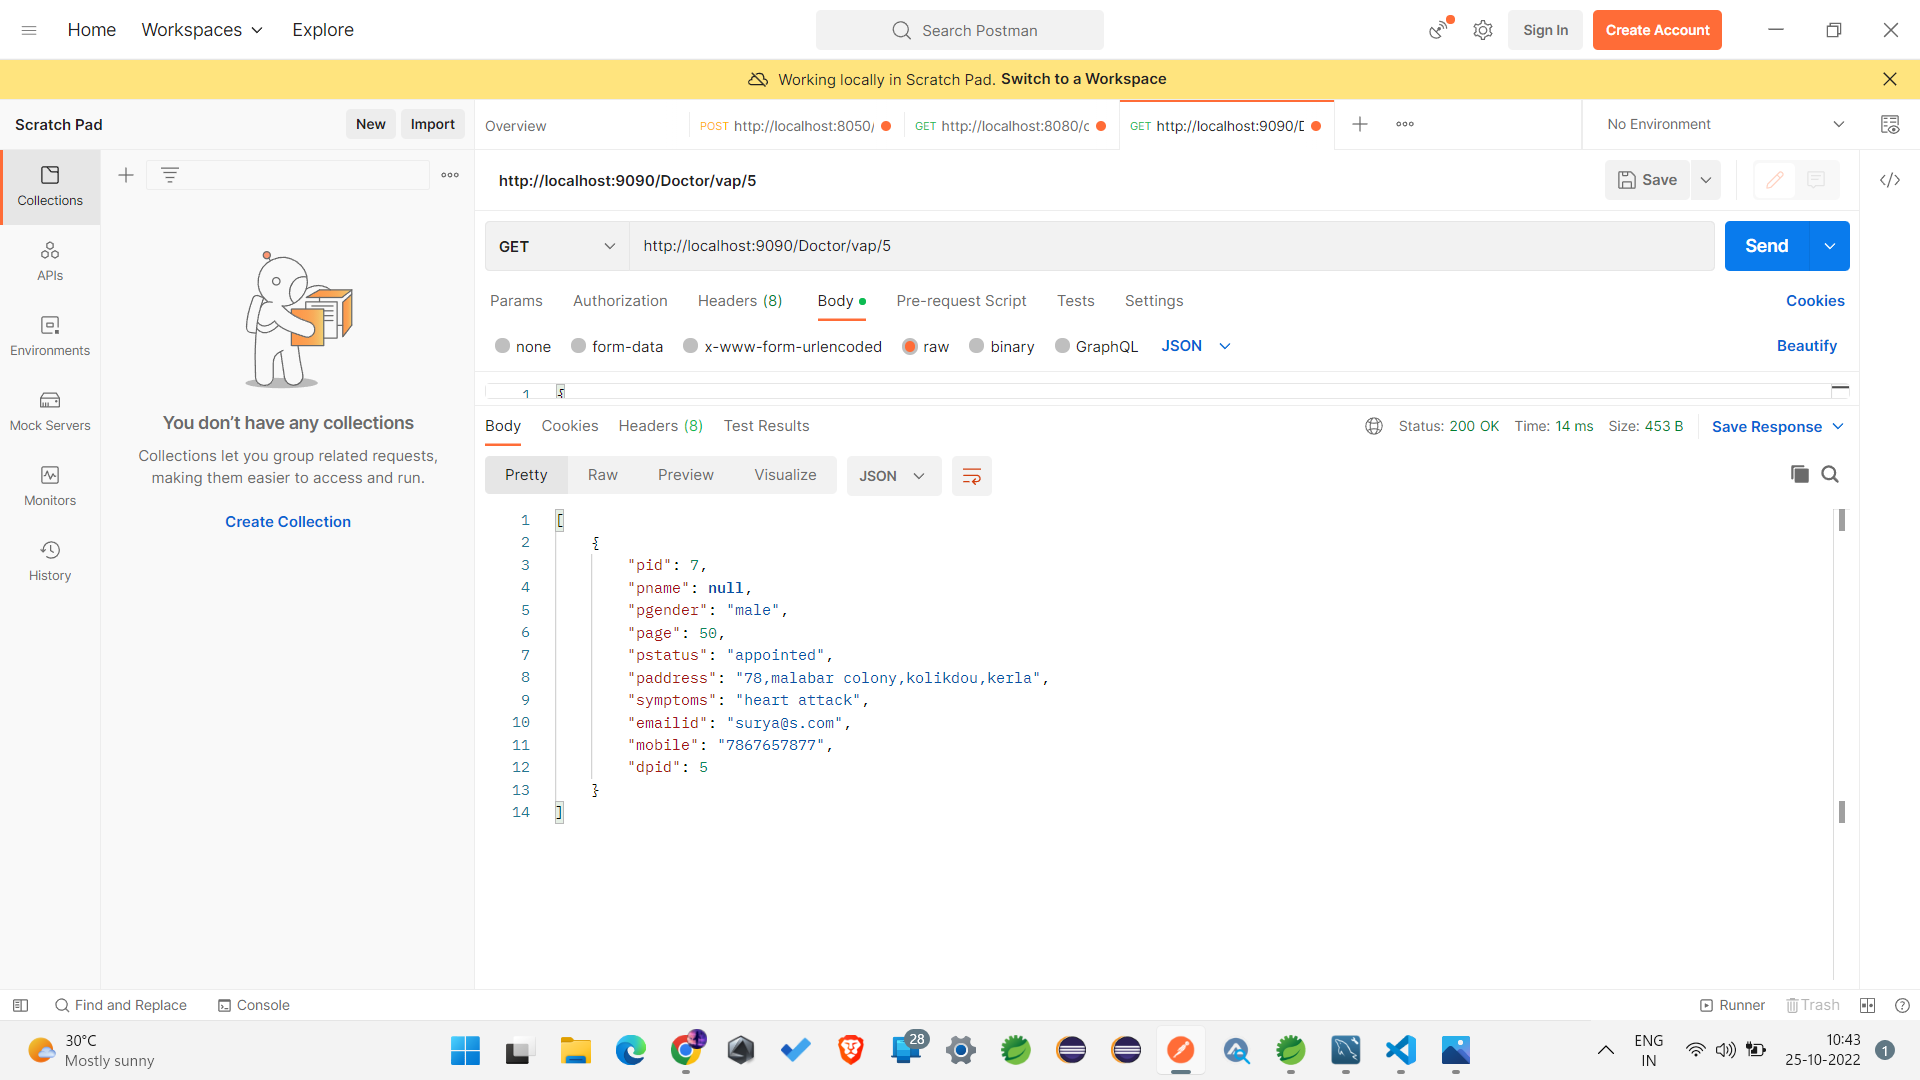 Home
Workspaces
Explore
Search Postman
Sign In
Create Account
Working locally in Scratch Pad. Switch to a Workspace
Scratch Pad
New
Import
Overview
POST http://localhost:8050/
GET http://localhost:8080/c
GET http://localhost:9090/D
No Environment
Collections
APIs
Environments
Mock Servers
Monitors
History
You don’t have any collections
Collections let you group related requests,
making them easier to access and run.
Create Collection
http://localhost:9090/Doctor/vap/5
Save
GET
http://localhost:9090/Doctor/vap/5
Send
Params
Authorization
Headers (8)
Body
Pre-request Script
Tests
Settings
Cookies
none
form-data
x-www-form-urlencoded
raw
binary
GraphQL
JSON
Beautify
1 {
Body
Cookies
Headers (8)
Test Results
Status: 200 OK
Time: 14 ms
Size: 453 B
Save Response
Pretty
Raw
Preview
Visualize
JSON
1 [
2 {
3 "pid": 7,
4 "pname": null,
5 "pgender": "male",
6 "page": 50,
7 "pstatus": "appointed",
8 "paddress": "78,malabar colony,kolikdou,kerla",
9 "symptoms": "heart attack",
10 "emailid": "surya@s.com",
11 "mobile": "7867657877",
12 "dpid": 5
13 }
14 ]
Find and Replace
Console
Runner
Trash
30°C
Mostly sunny
28
ENG
IN
10:43
25-10-2022
1